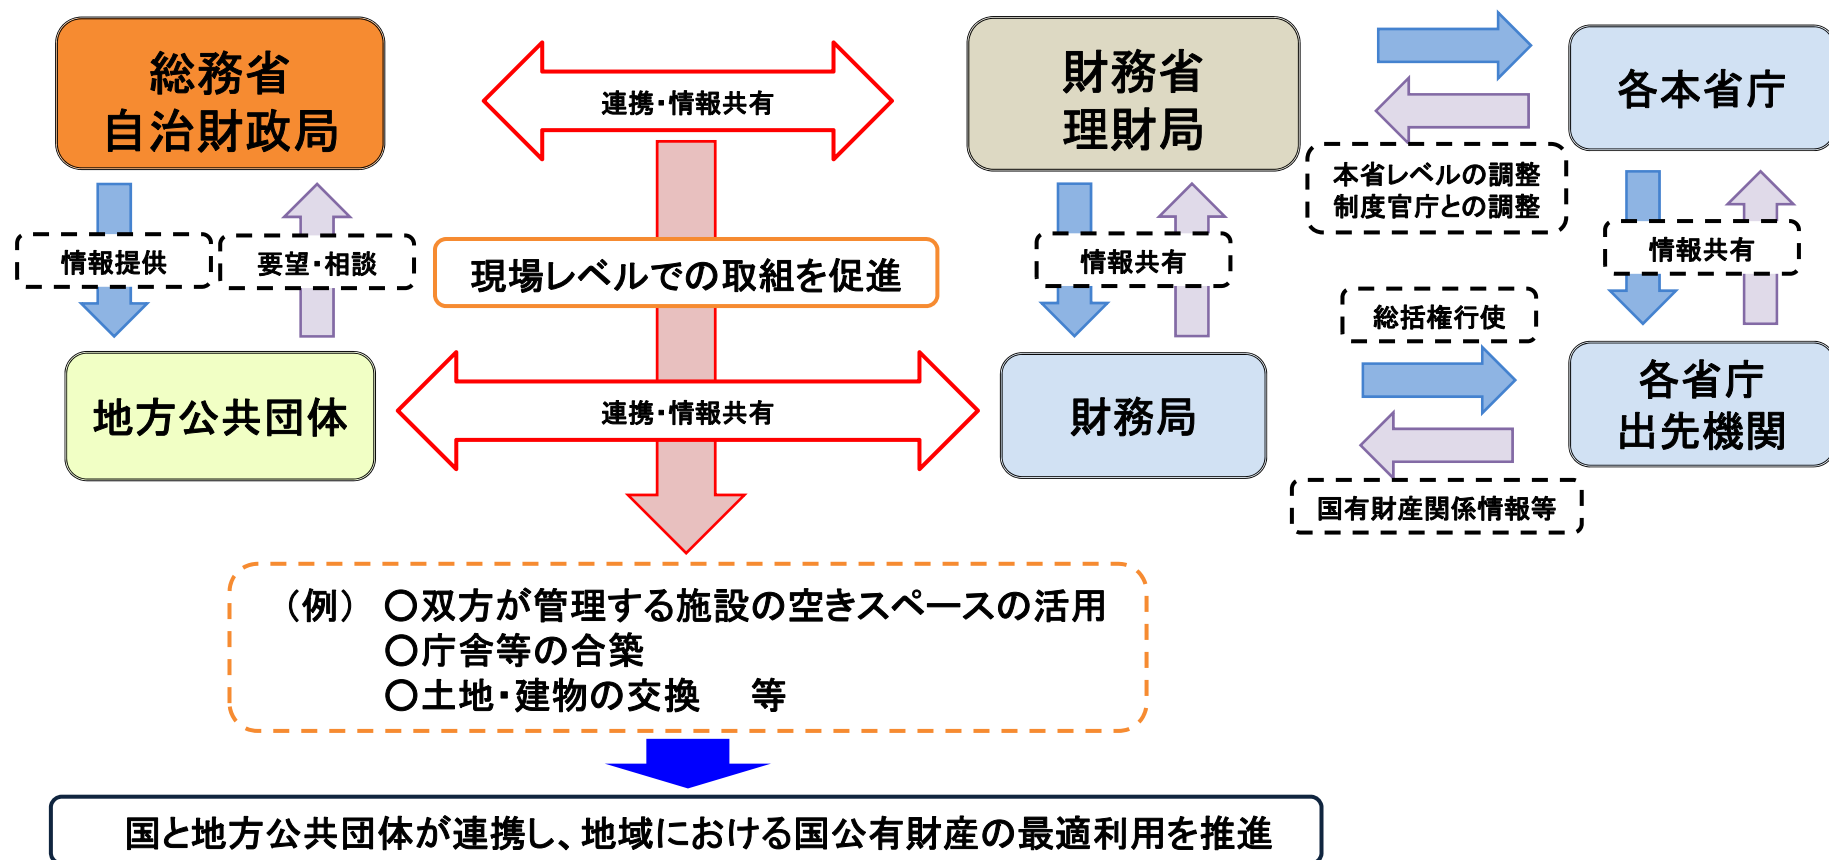 総務省
自治財政局
連携・情報共有
財務省
理財局
各本省庁
本省レベルの調整
制度官庁との調整
情報提供
要望・相談
現場レベルでの取組を促進
情報共有
情報共有
総括権行使
地方公共団体
連携・情報共有
財務局
各省庁
出先機関
国有財産関係情報等
（例） ○双方が管理する施設の空きスペースの活用
○庁舎等の合築
○土地・建物の交換　等
国と地方公共団体が連携し、地域における国公有財産の最適利用を推進